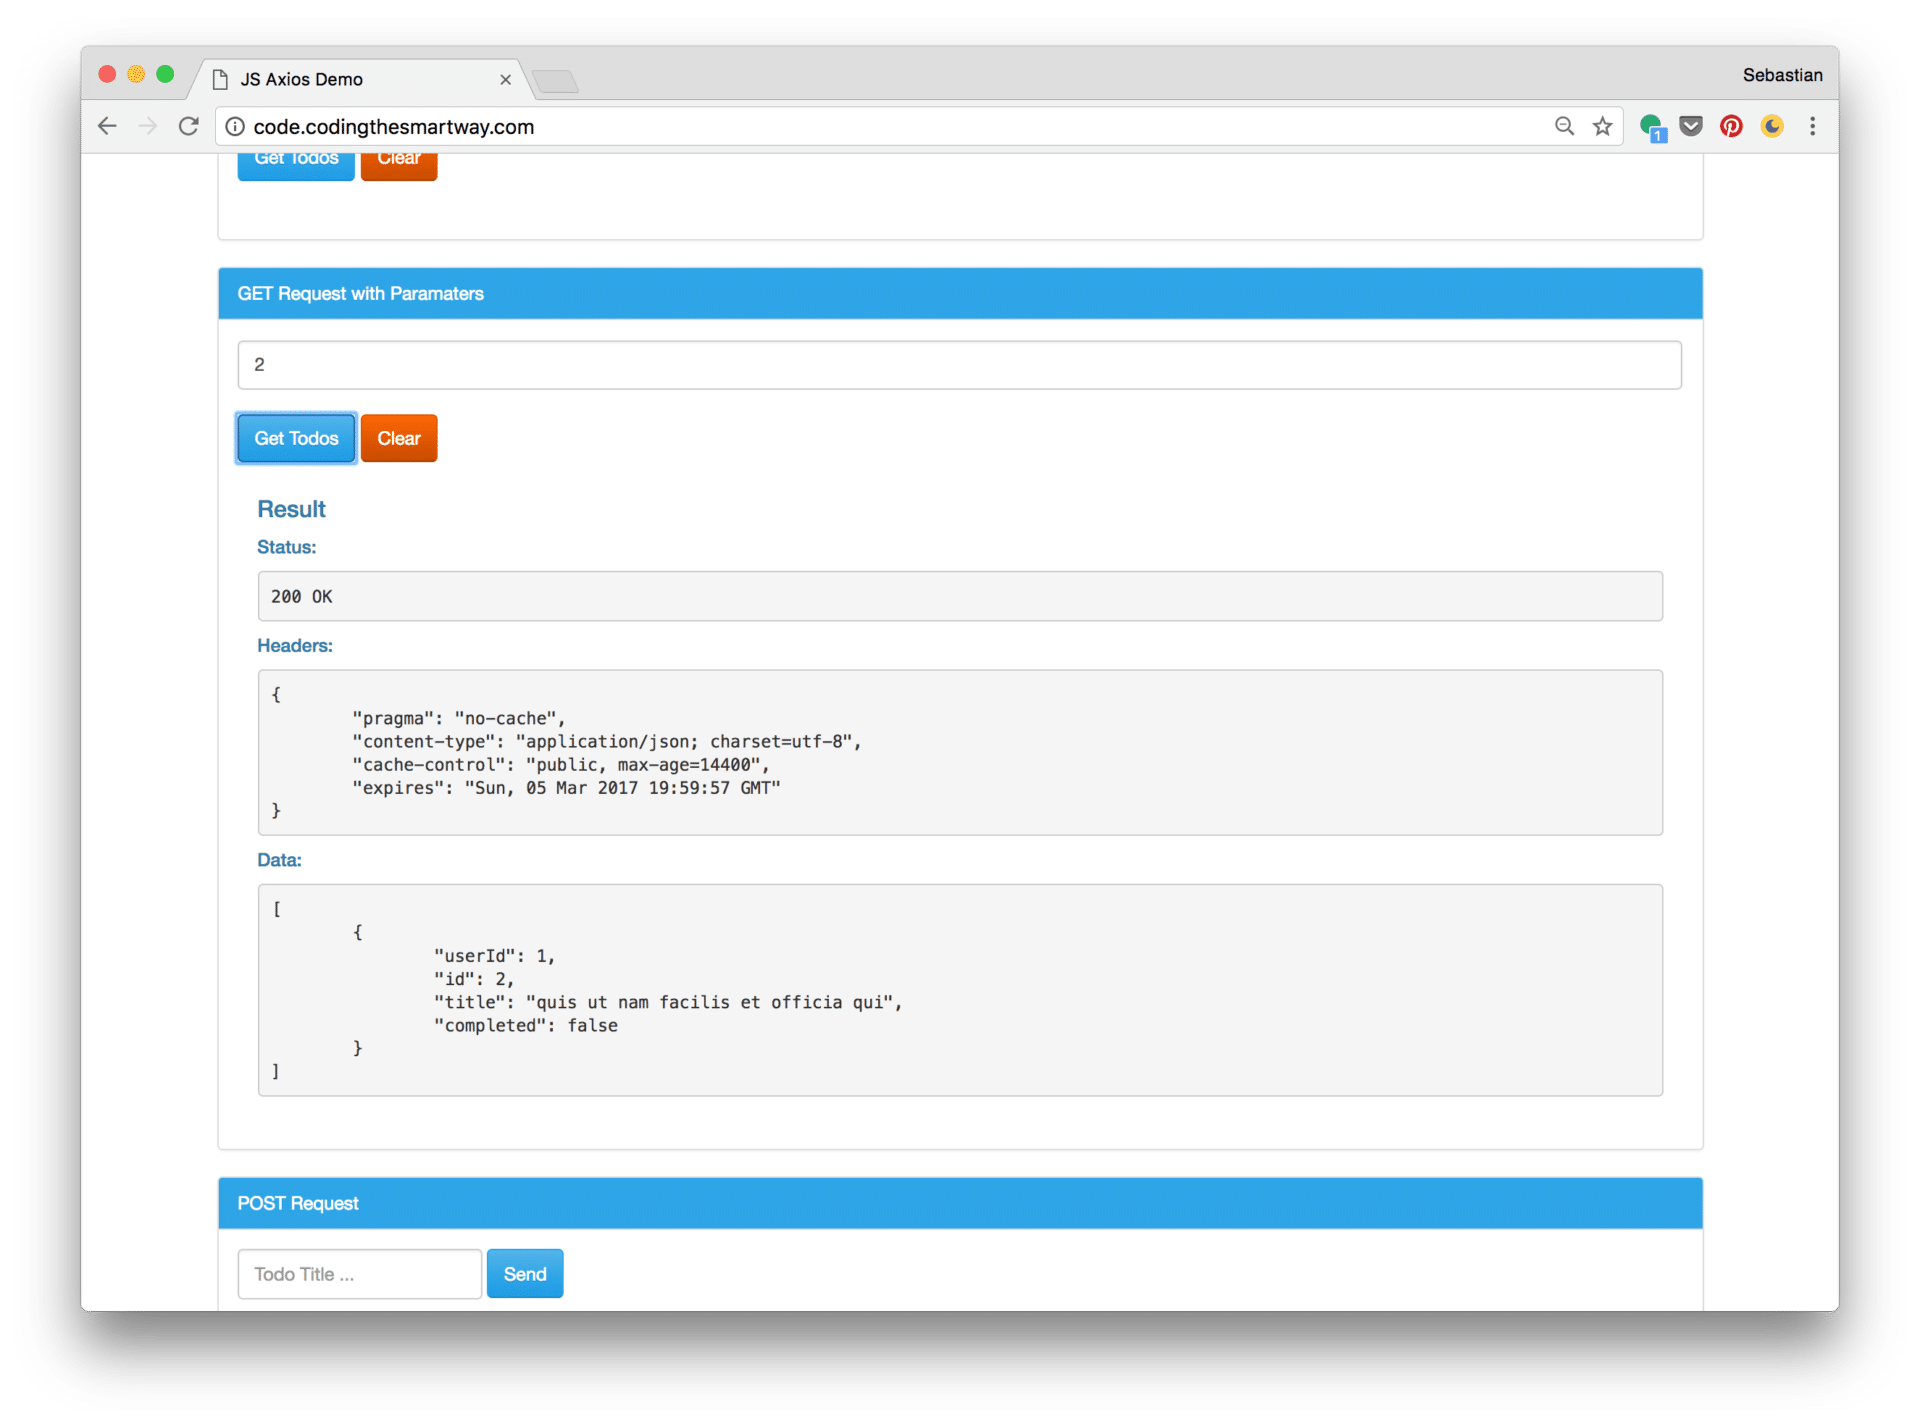 JS Axios Demo
Sebastian
code.codingthesmartway.com
1
Get Todos Clear
GET Request with Paramaters
2
Get Todos Clear
Result
Status:
200 OK
Headers:
{
"pragma": "no-cache",
"content-type": "application/json; charset=utf-8",
"cache-control": "public, max-age=14400",
"expires": "Sun, 05 Mar 2017 19:59:57 GMT"
}
Data:
[
{
"userId": 1,
"id": 2,
"title": "quis ut nam facilis et officia qui",
"completed": false
}
]
POST Request
Todo Title ... Send